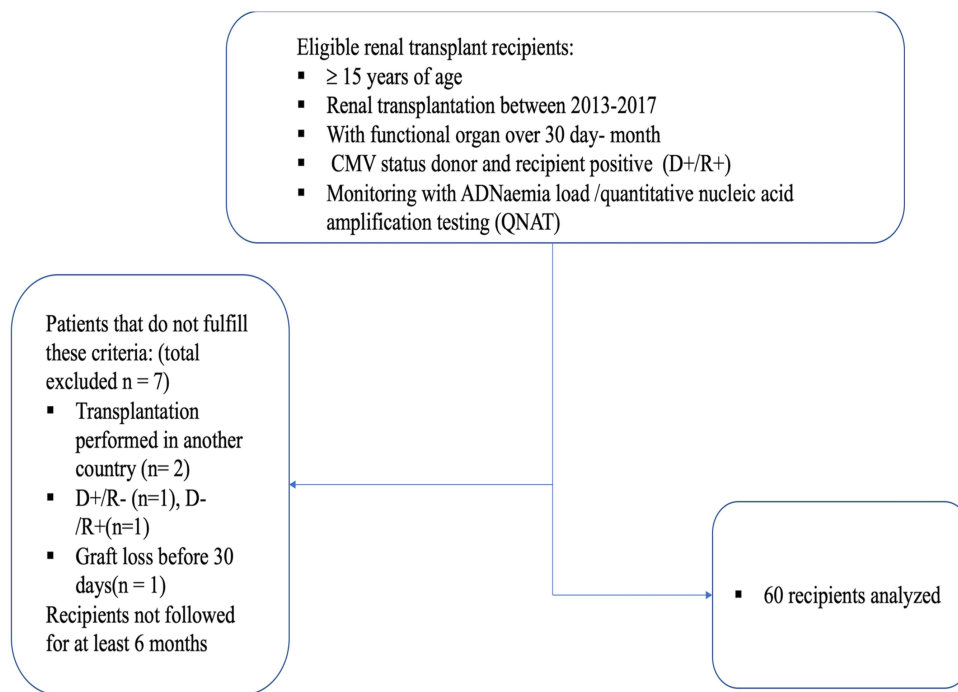 Eligible renal transplant recipients:
▪ ≥ 15 years of age
▪ Renal transplantation between 2013-2017
▪ With functional organ over 30 day- month
▪ CMV status donor and recipient positive (D+/R+)
▪ Monitoring with ADNaemia load /quantitative nucleic acid
amplification testing (QNAT)
Patients that do not fulfill
these criteria: (total
excluded n = 7)
▪ Transplantation
performed in another
country (n= 2)
▪ D+/R- (n=1), D-
/R+(n=1)
▪ Graft loss before 30
days(n = 1)
Recipients not followed
for at least 6 months
▪ 60 recipients analyzed